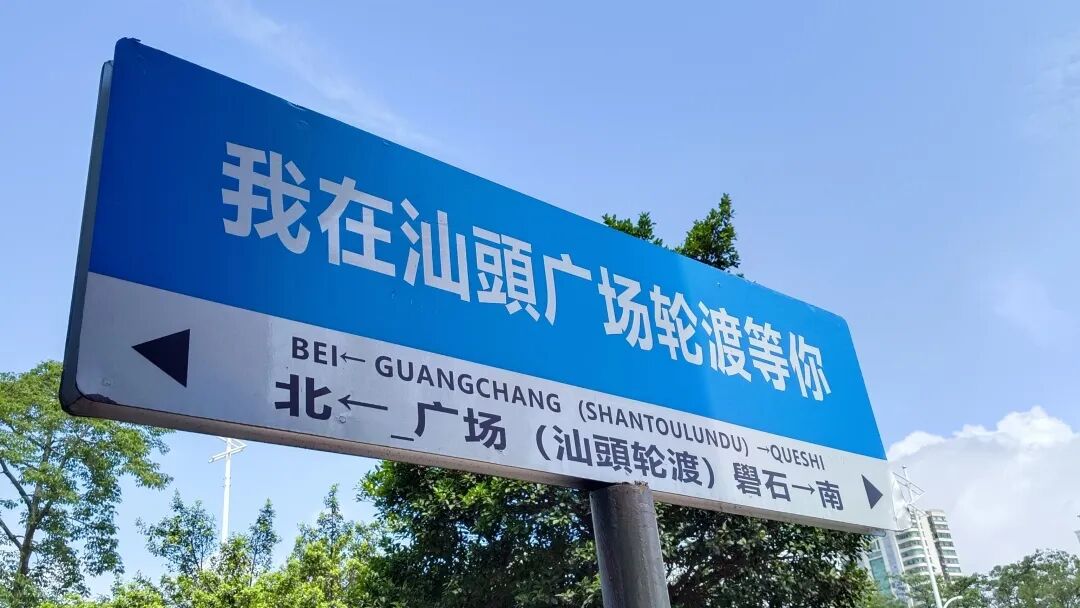 我在汕頭广场轮渡等你
BEI← GUANGCHANG (SHANTOULUNDU) →QUESHI
北←_广场（汕頭轮渡）礐石→南